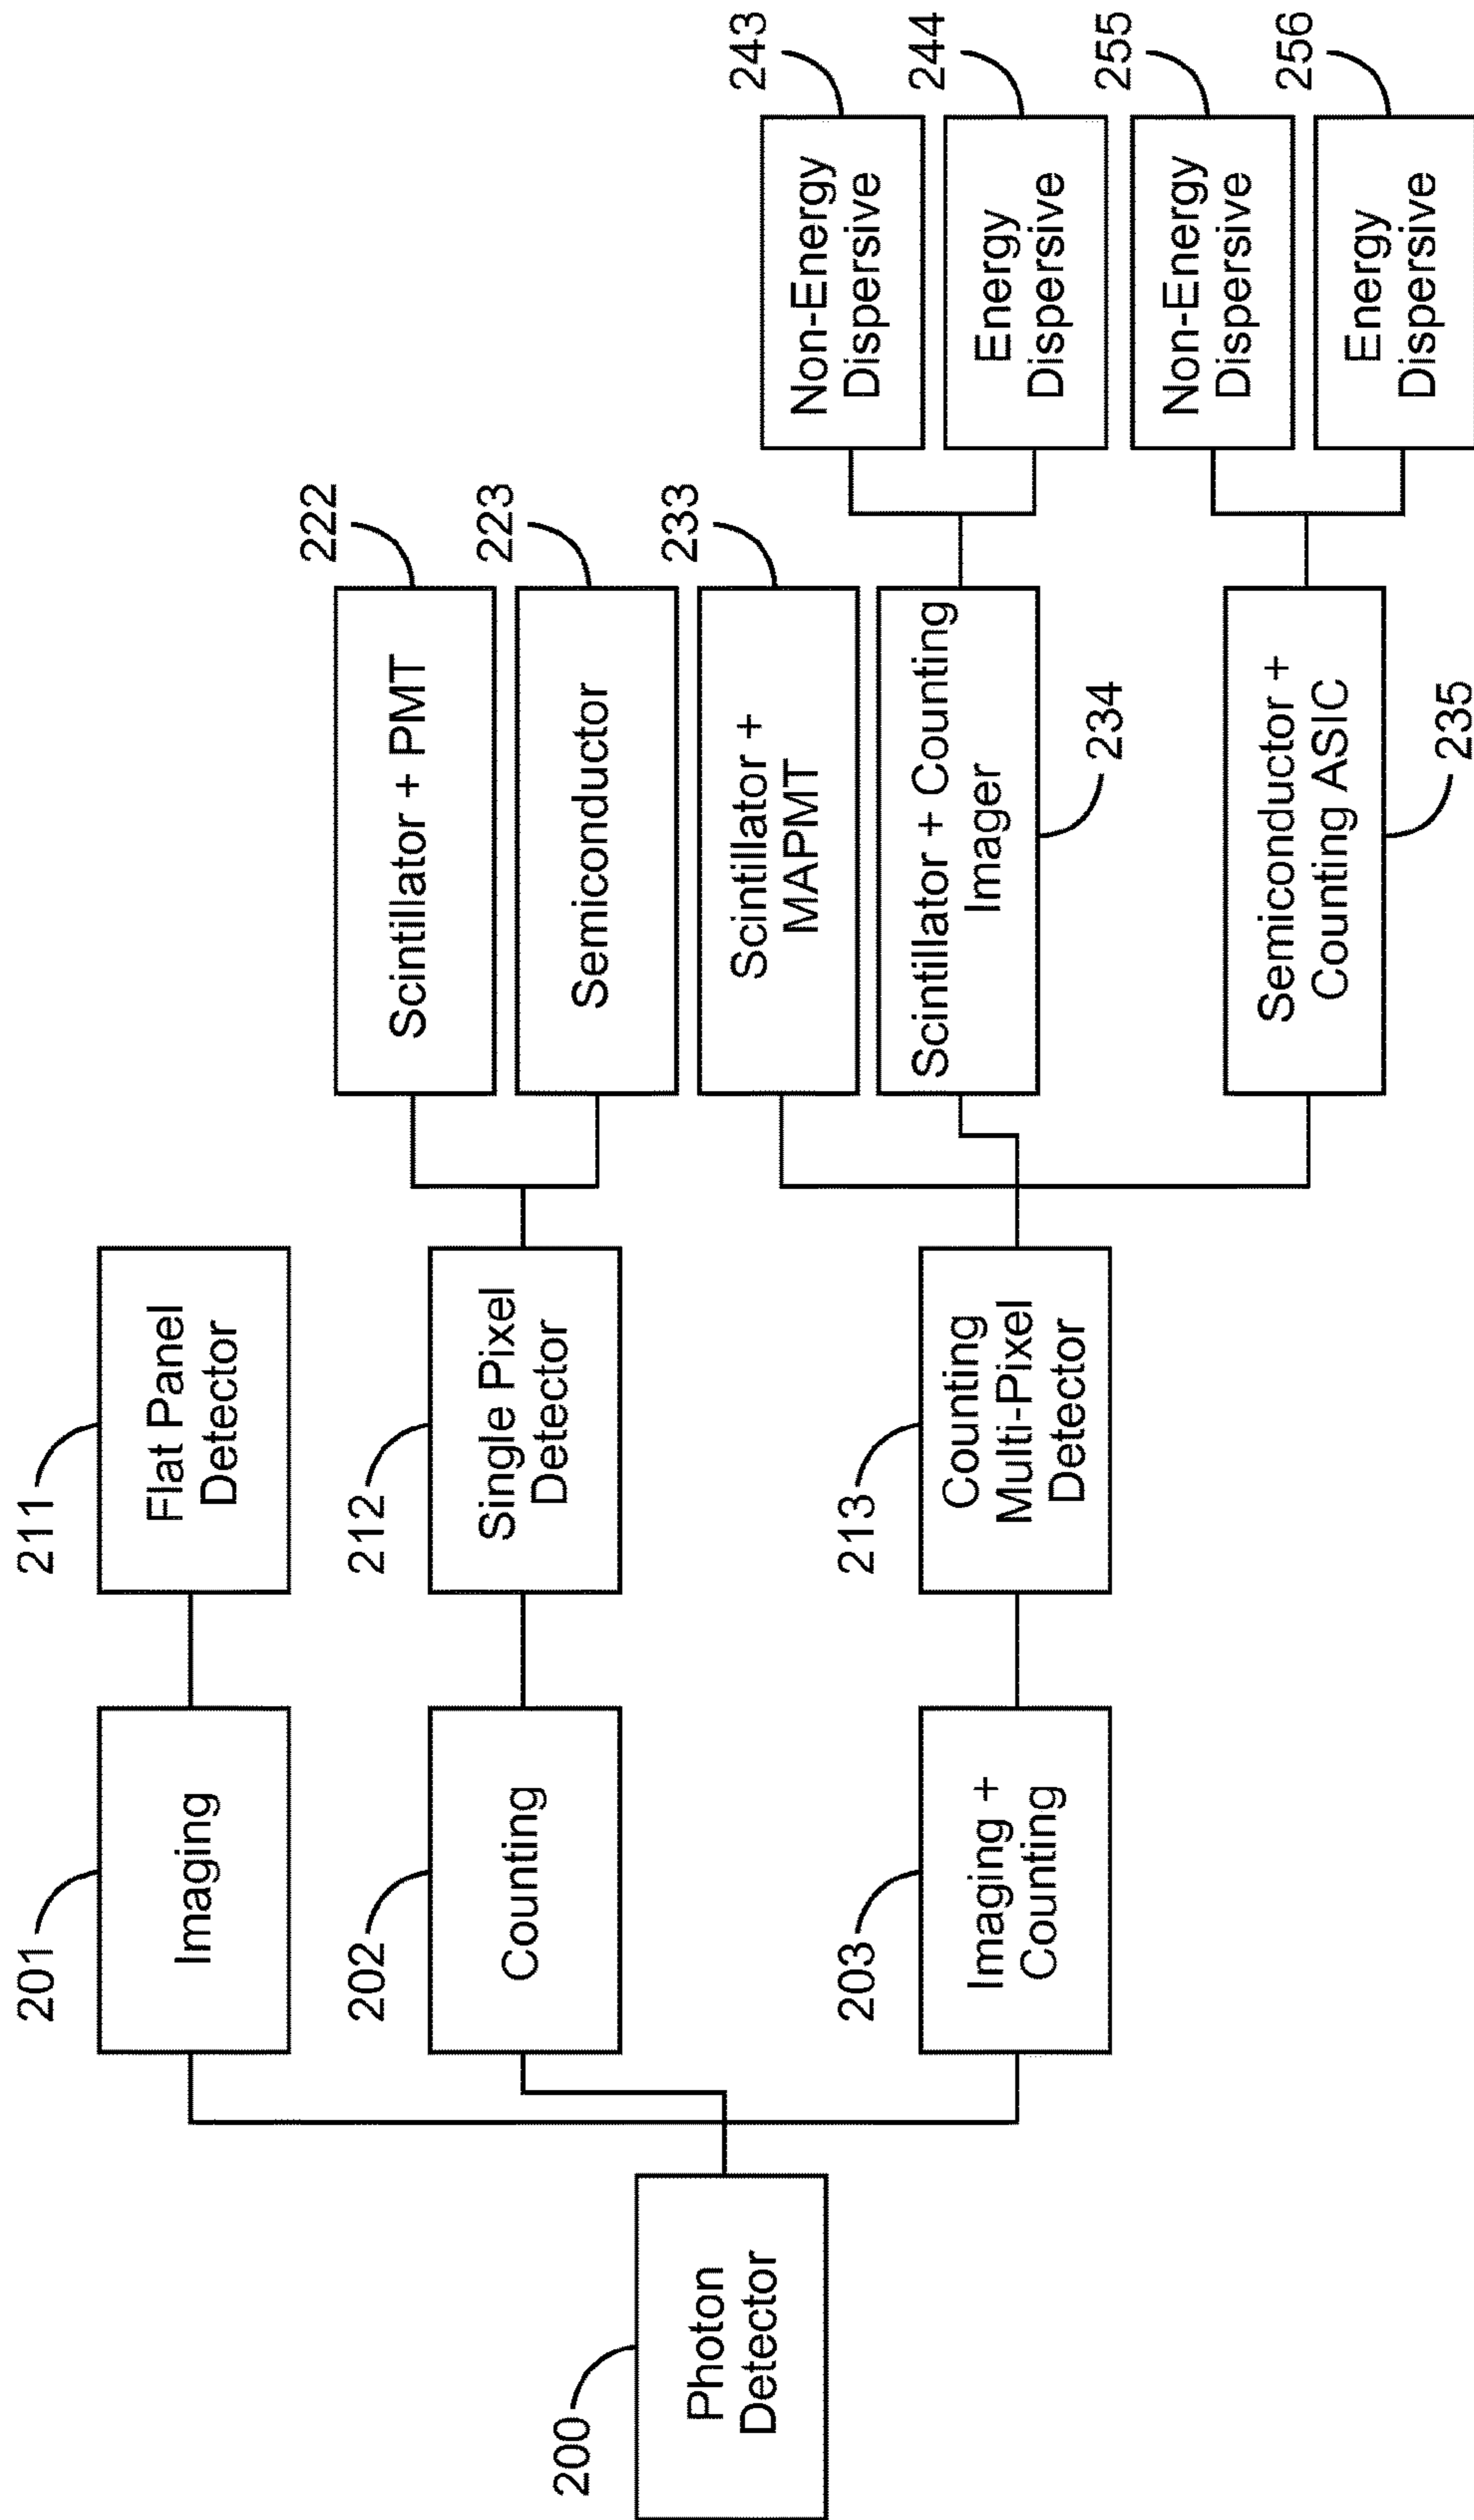 200
Photon
Detector
201
Imaging
202
Counting
203
Imaging +
Counting
211
Flat Panel
Detector
212
Single Pixel
Detector
213
Counting
Multi-Pixel
Detector
222
Scintillator + PMT
223
Semiconductor
233
Scintillator +
MAPMT
Scintillator + Counting
Imager
234
Semiconductor +
Counting ASIC
235
243
Non-Energy
Dispersive
244
Energy
Dispersive
255
Non-Energy
Dispersive
256
Energy
Dispersive